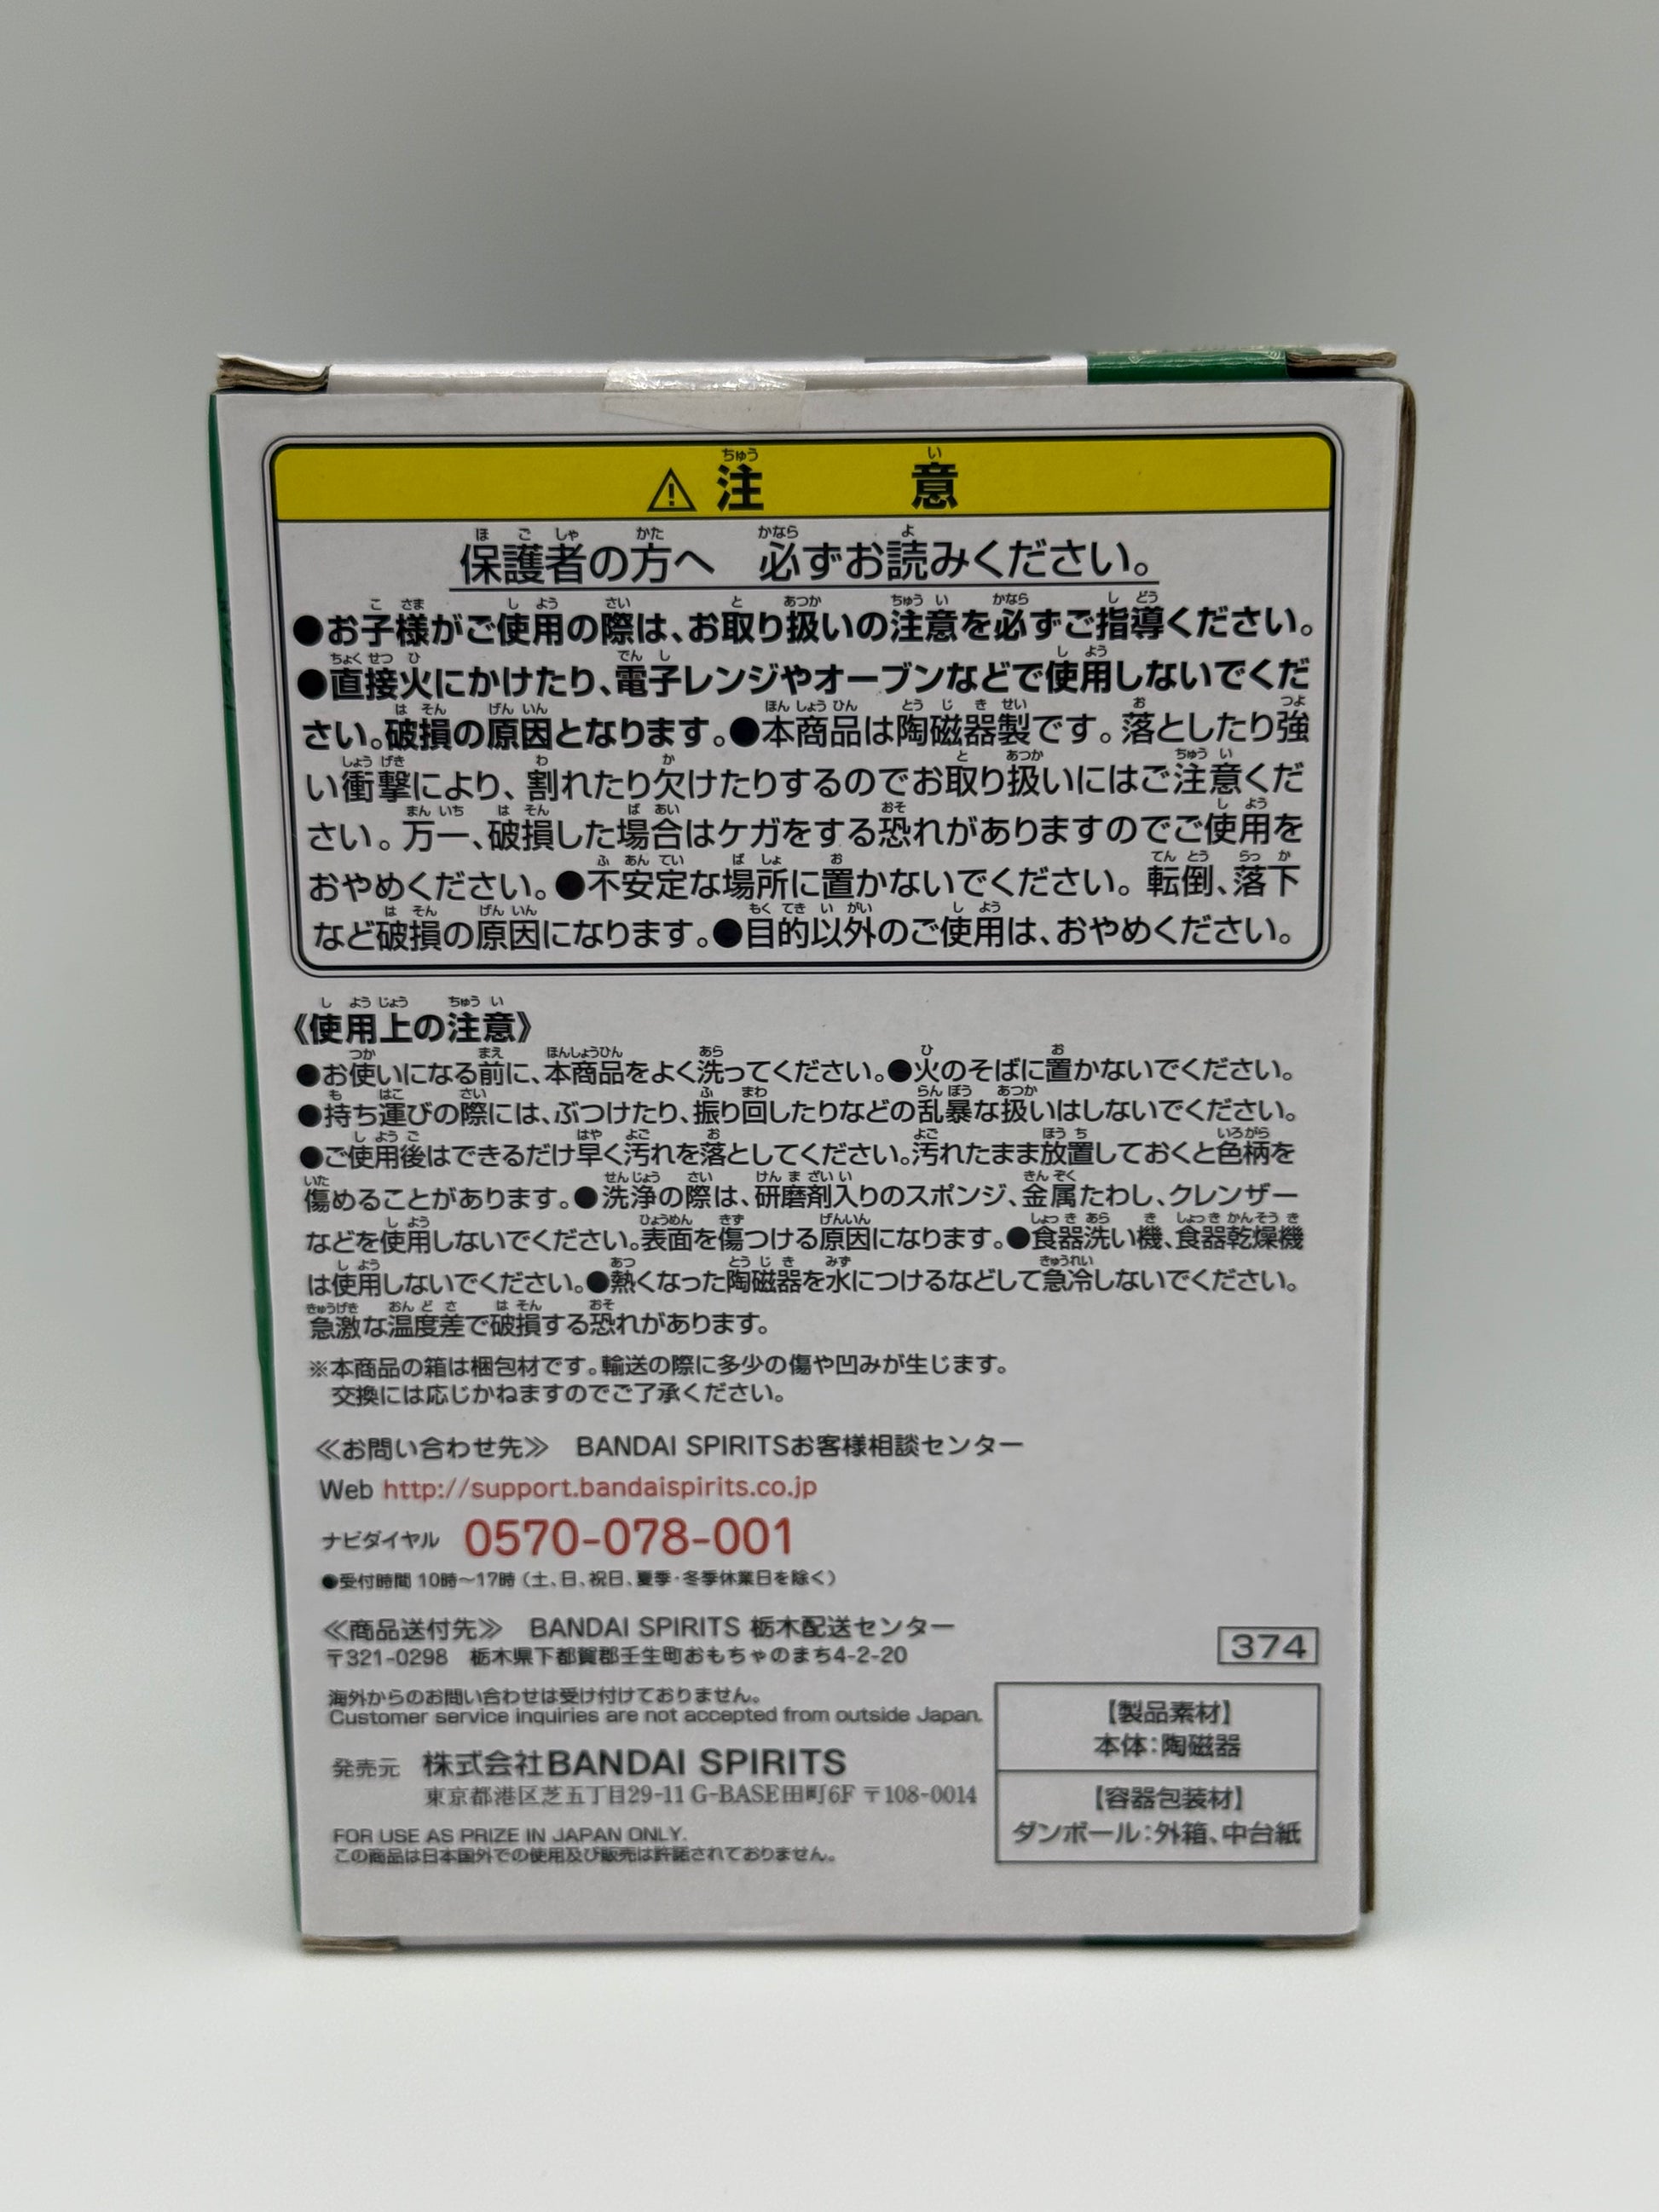 ⚠ 注意
保護者の方へ 必ずお読みください。
●お子様がご使用の際は、お取り扱いの注意を必ずご指導ください。
●直接火にかけたり、電子レンジやオーブンなどで使用しないでくだ
さい。破損の原因となります。●本商品は陶磁器製です。落としたり強
い衝撃により、割れたり欠けたりするのでお取り扱いにはご注意くだ
さい。万一、破損した場合はケガをする恐れがありますのでご使用を
おやめください。●不安定な場所に置かないでください。転倒、落下
など破損の原因になります。●目的以外のご使用は、おやめください。
《使用上の注意》
●お使いになる前に、本商品をよく洗ってください。●火のそばに置かないでください。
●持ち運びの際には、ぶつけたり、振り回したりなどの乱暴な扱いはしないでください。
●ご使用後はできるだけ早く汚れを落としてください。汚れたまま放置しておくと色柄を
傷めることがあります。●洗浄の際は、研磨剤入りのスポンジ、金属たわし、クレンザー
などを使用しないでください。表面を傷つける原因になります。●食器洗い機、食器乾燥機
は使用しないでください。●熱くなった陶磁器を水につけるなどして急冷しないでください。
急激な温度差で破損する恐れがあります。
※本商品の箱は梱包材です。輸送の際に多少の傷や凹みが生じます。
交換には応じかねますのでご了承ください。
≪お問い合わせ先≫ BANDAI SPIRITSお客様相談センター
Web http://support.bandaispirits.co.jp
ナビダイヤル 0570-078-001
●受付時間 10時～17時（土、日、祝日、夏季・冬季休業日を除く）
≪商品送付先≫ BANDAI SPIRITS 栃木配送センター
〒321-0298 栃木県下都賀郡壬生町おもちゃのまち4-2-20
海外からのお問い合わせは受け付けておりません。
Customer service inquiries are not accepted from outside Japan.
発売元 株式会社BANDAI SPIRITS
東京都港区芝五丁目29-11 G-BASE田町6F 〒108-0014
FOR USE AS PRIZE IN JAPAN ONLY.
この商品は日本国外での使用及び販売は許諾されておりません。
374
【製品素材】
本体：陶磁器
【容器包装材】
ダンボール：外箱、中台紙